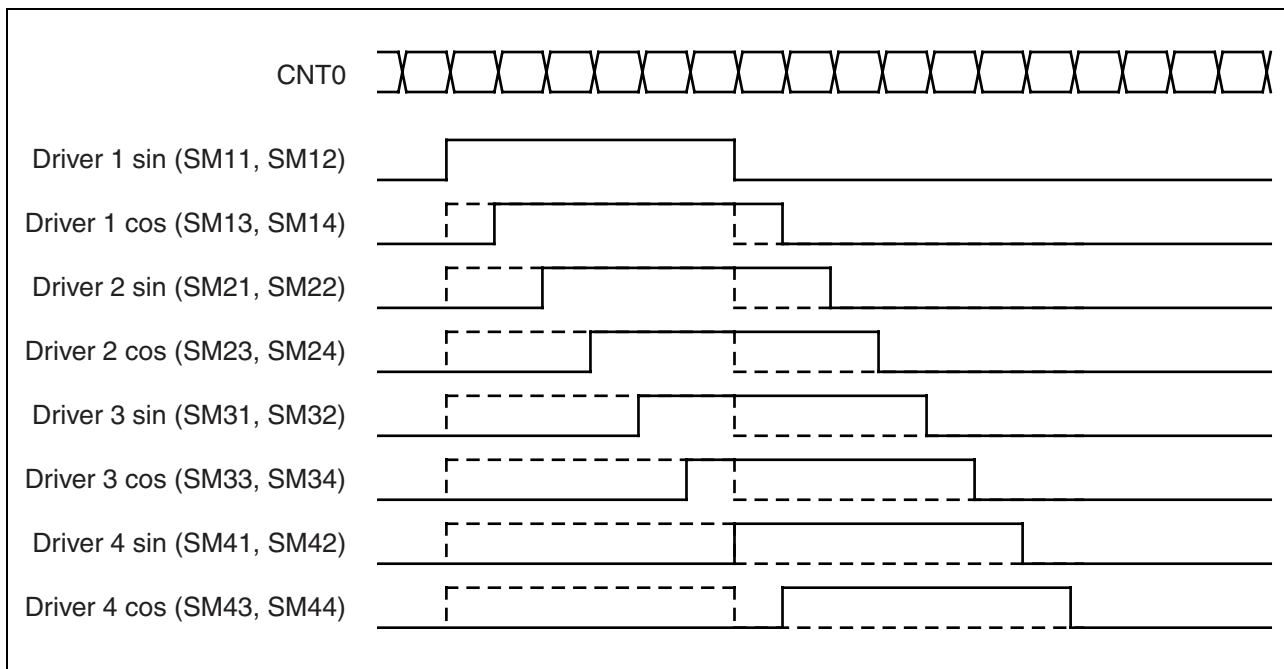 CNT0
Driver 1 sin (SM11, SM12)
Driver 1 cos (SM13, SM14)
Driver 2 sin (SM21, SM22)
Driver 2 cos (SM23, SM24)
Driver 3 sin (SM31, SM32)
Driver 3 cos (SM33, SM34)
Driver 4 sin (SM41, SM42)
Driver 4 cos (SM43, SM44)